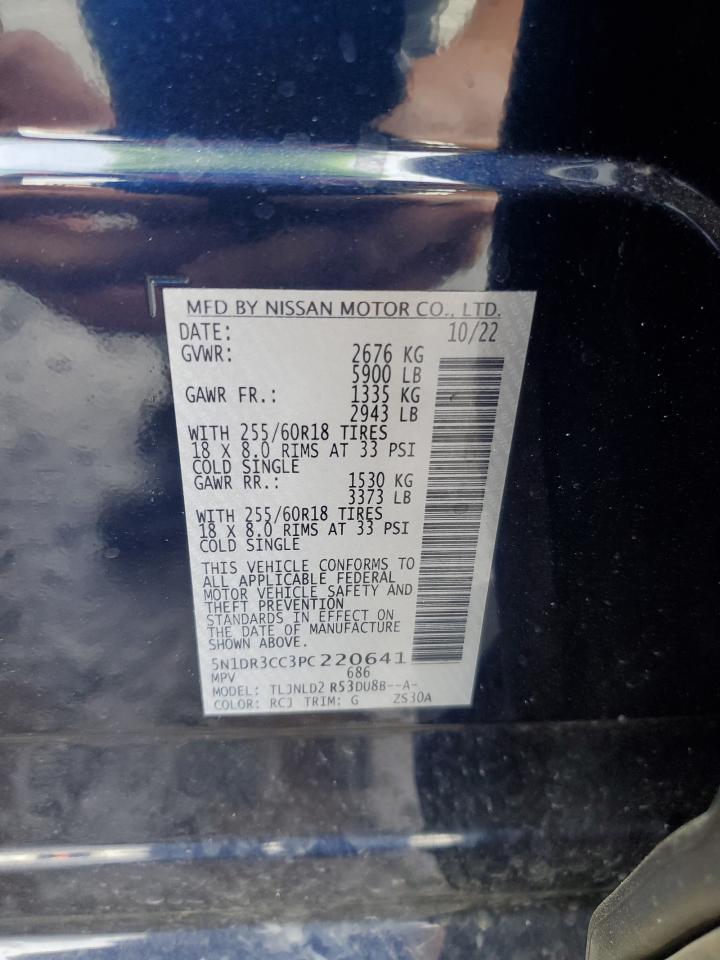 MFD BY NISSAN MOTOR CO., LTD.
DATE: 10/22
GVWR: 2676 KG
5900 LB
GAWR FR.: 1335 KG
2943 LB
WITH 255/60R18 TIRES
18 X 8.0 RIMS AT 33 PSI
COLD SINGLE
GAWR RR.: 1530 KG
3373 LB
WITH 255/60R18 TIRES
18 X 8.0 RIMS AT 33 PSI
COLD SINGLE
THIS VEHICLE CONFORMS TO
ALL APPLICABLE FEDERAL
MOTOR VEHICLE SAFETY AND
THEFT PREVENTION
STANDARDS IN EFFECT ON
THE DATE OF MANUFACTURE
SHOWN ABOVE.
5N1DR3CC3PC220641
MPV 686
MODEL: TLJNLD2 R53DU8B--A-
COLOR: RCJ TRIM: G ZS30A